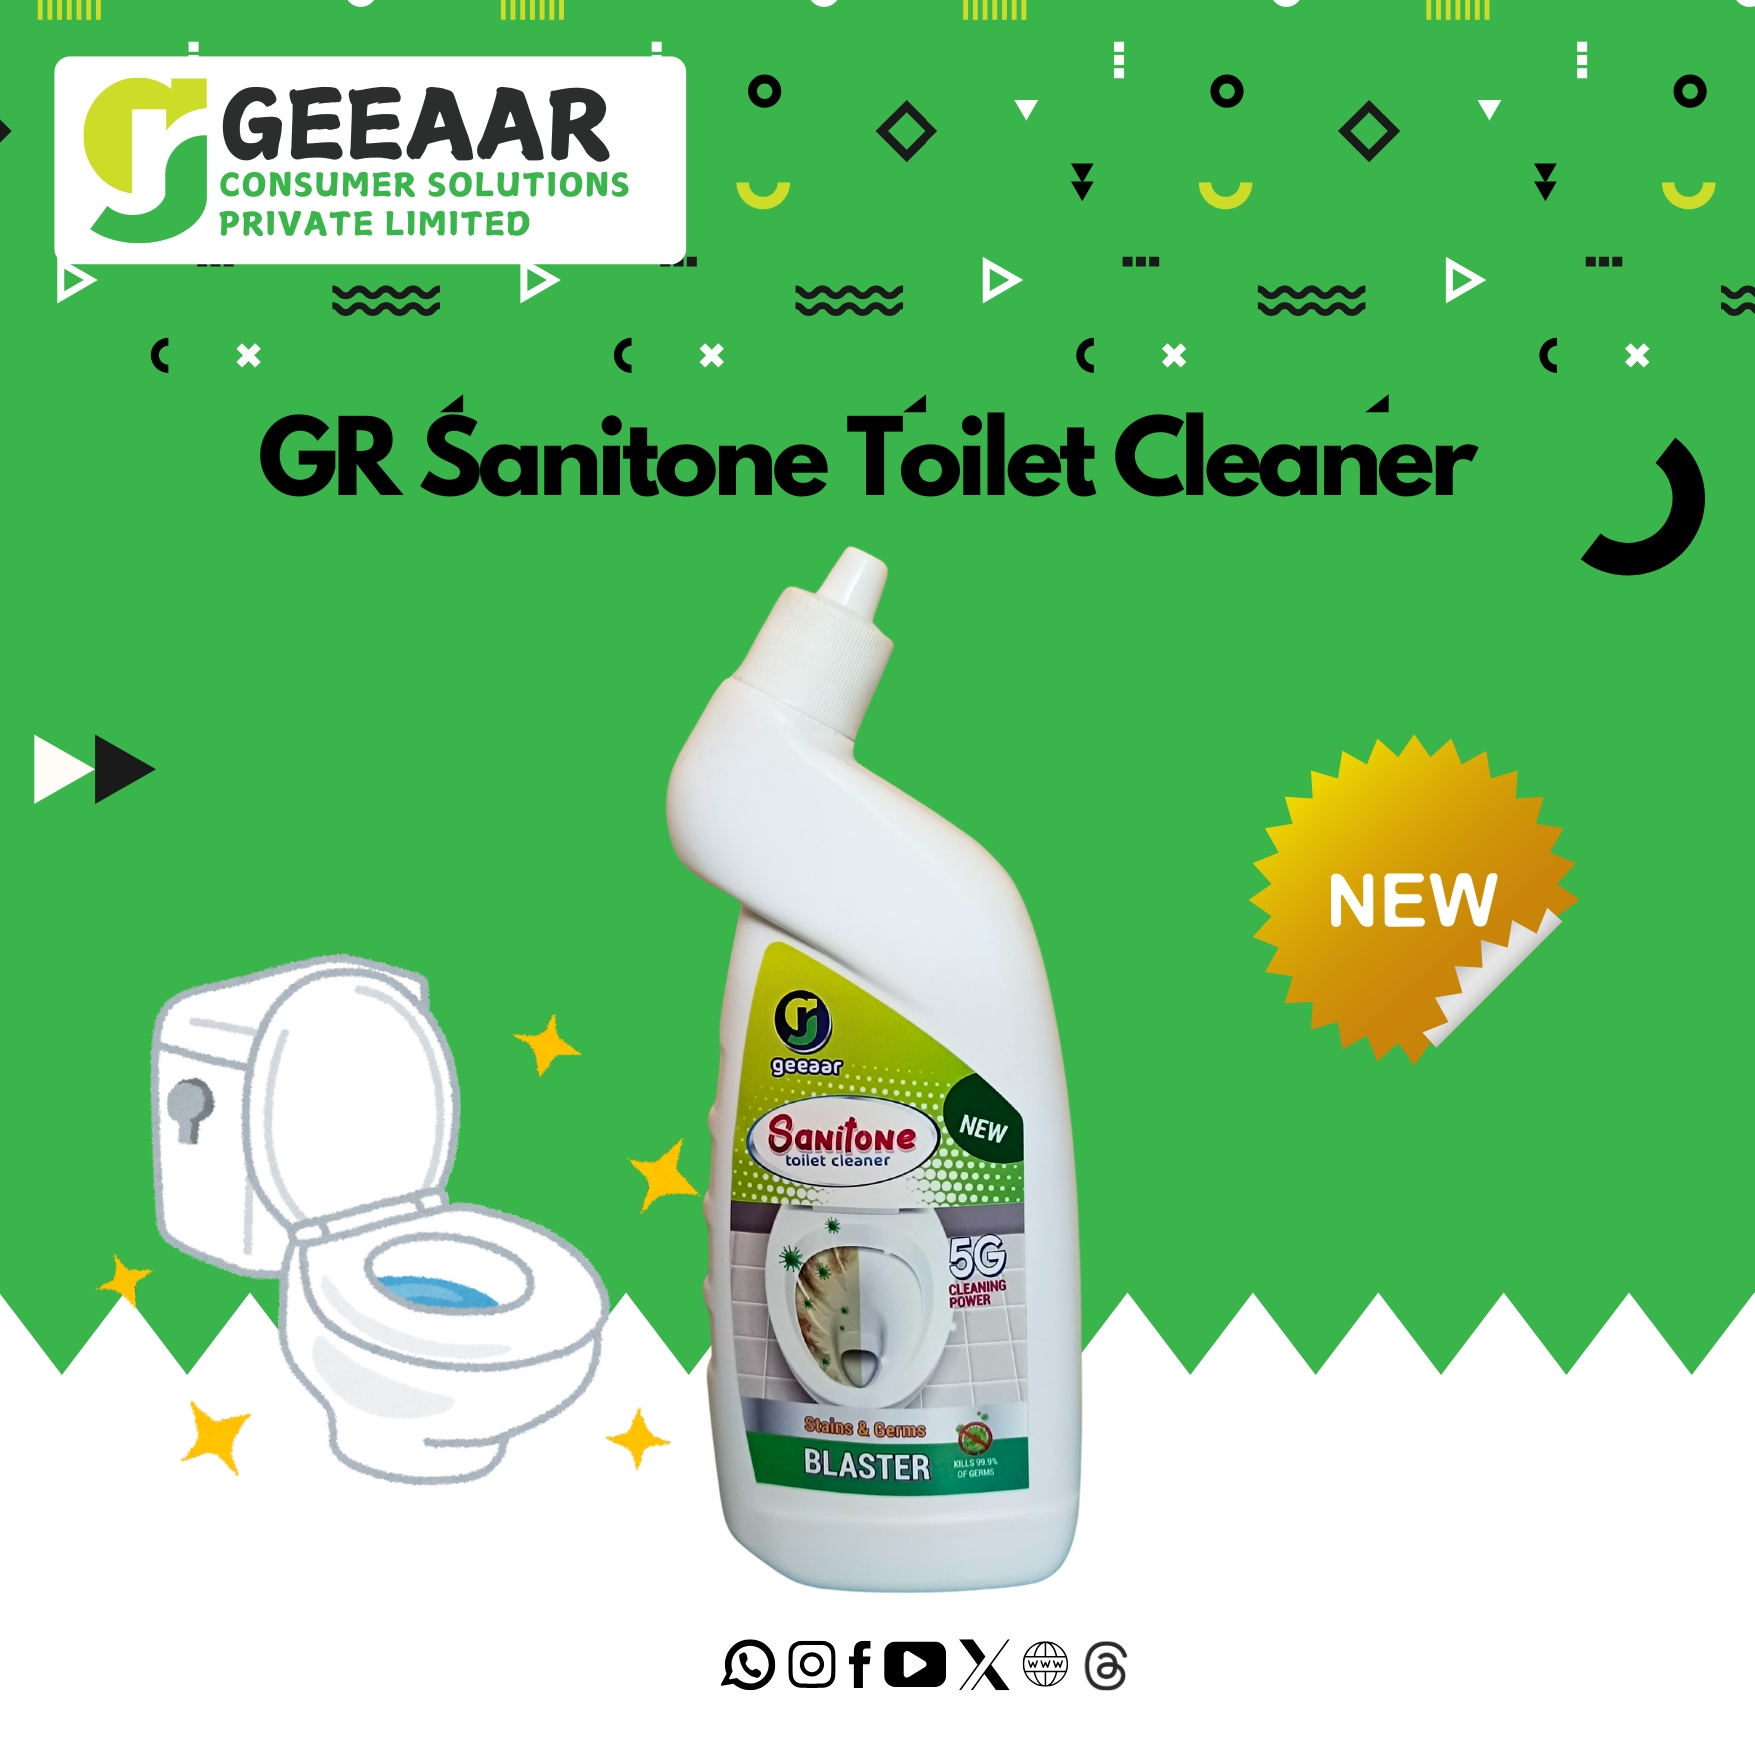 GEEAAR
CONSUMER SOLUTIONS
PRIVATE LIMITED
GR Sanitone Toilet Cleaner
NEW
geeaar
Sanitone
toilet cleaner
NEW
5G
CLEANING
POWER
Stains & Germs
BLASTER
KILLS 99.9%
OF GERMS
WWW